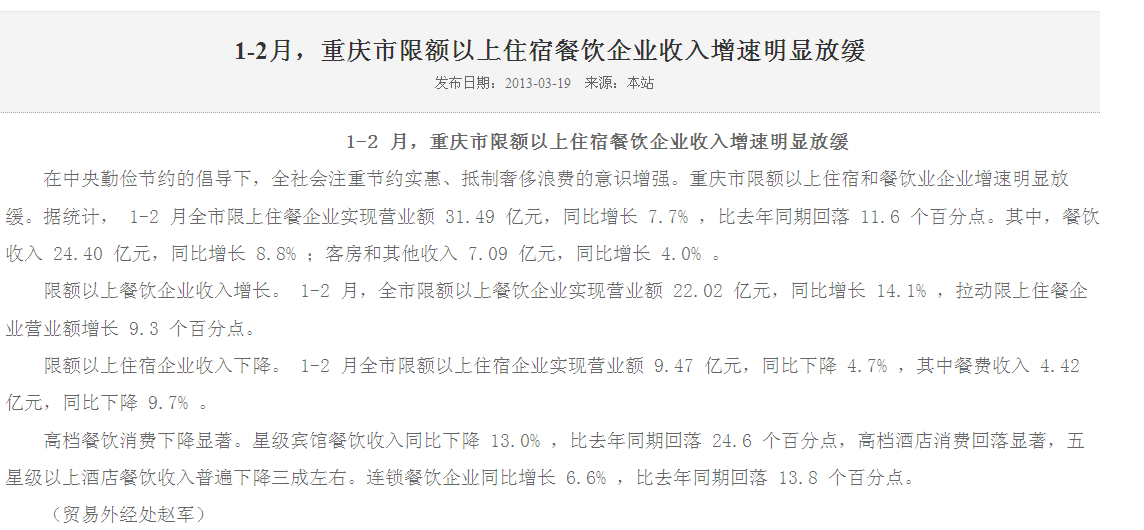 1-2月，重庆市限额以上住宿餐饮企业收入增速明显放缓
发布日期：2013-03-19 来源：本站
1-2 月，重庆市限额以上住宿餐饮企业收入增速明显放缓
在中央勤俭节约的倡导下，全社会注重节约实惠、抵制奢侈浪费的意识增强。重庆市限额以上住宿和餐饮业企业增速明显放
缓。据统计， 1-2 月全市限上住餐企业实现营业额 31.49 亿元，同比增长 7.7% ，比去年同期回落 11.6 个百分点。其中，餐饮
收入 24.40 亿元，同比增长 8.8% ；客房和其他收入 7.09 亿元，同比增长 4.0% 。
限额以上餐饮企业收入增长。 1-2 月，全市限额以上餐饮企业实现营业额 22.02 亿元，同比增长 14.1% ，拉动限上住餐企
业营业额增长 9.3 个百分点。
限额以上住宿企业收入下降。 1-2 月全市限额以上住宿企业实现营业额 9.47 亿元，同比下降 4.7% ，其中餐费收入 4.42
亿元，同比下降 9.7% 。
高档餐饮消费下降显著。星级宾馆餐饮收入同比下降 13.0% ，比去年同期回落 24.6 个百分点，高档酒店消费回落显著，五
星级以上酒店餐饮收入普遍下降三成左右。连锁餐饮企业同比增长 6.6% ，比去年同期回落 13.8 个百分点。
（贸易外经处赵军）